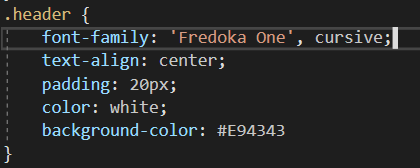 .header {
font-family: 'Fredoka One', cursive;
text-align: center;
padding: 20px;
color: white;
background-color: #E94343
}